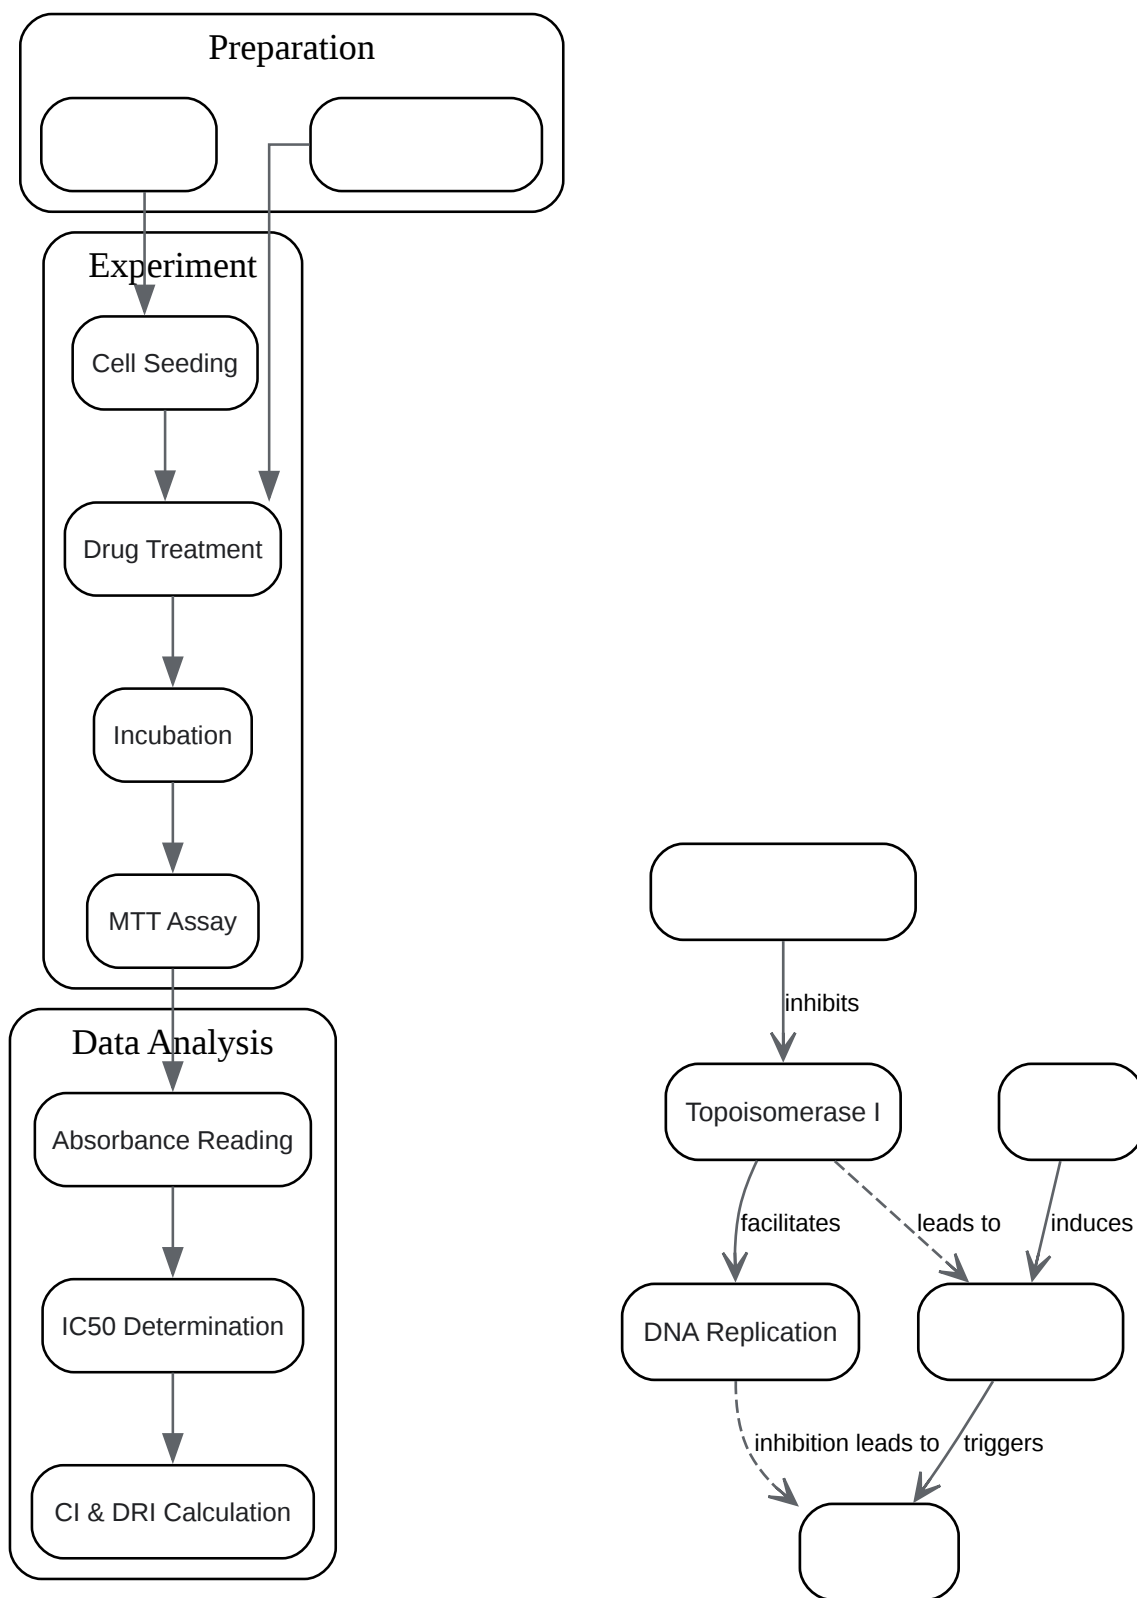 Preparation
Experiment
Cell Seeding
Drug Treatment
Incubation
MTT Assay
Data Analysis
Absorbance Reading
IC50 Determination
CI & DRI Calculation
inhibits
Topoisomerase I
facilitates
leads to
induces
DNA Replication
inhibition leads to
triggers